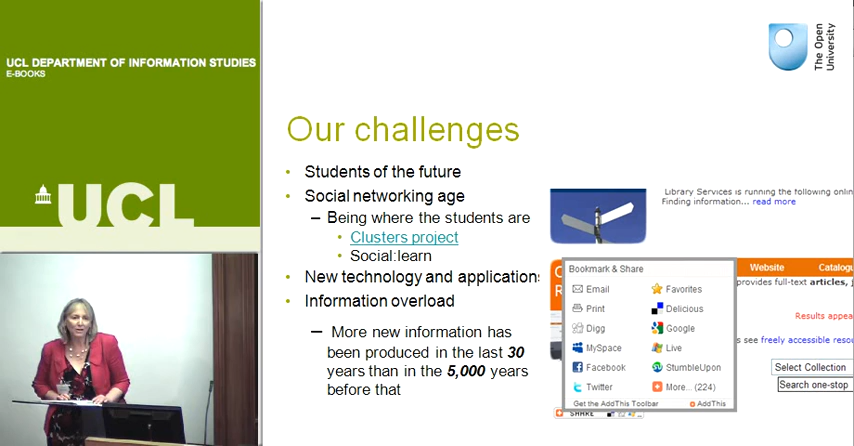 UCL DEPARTMENT OF INFORMATION STUDIES
E-BOOKS
UCL
The Open
University
Our challenges
• Students of the future
• Social networking age
– Being where the students are
• Clusters project
• Social:learn
• New technology and applications
• Information overload
– More new information has
been produced in the last 30
years than in the 5,000 years
before that
Library Services is running the following onlin
Finding information... read more
Website Catalogu
provides full-text articles, j
Results appea
s see freely accessible resou
Select Collection
Search one-stop
Bookmark & Share
Email Favorites
Print Delicious
Digg Google
MySpace Live
Facebook StumbleUpon
Twitter More... (224)
Get the AddThis Toolbar AddThis
SHARE